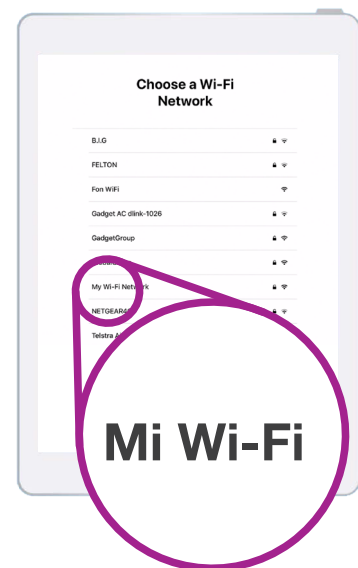 Choose a Wi-Fi
Network
B.I.G
FELTON
Fon WiFi
Gadget AC dlink-1026
GadgetGroup
My Wi-Fi Network
Telstra
Mi Wi-Fi